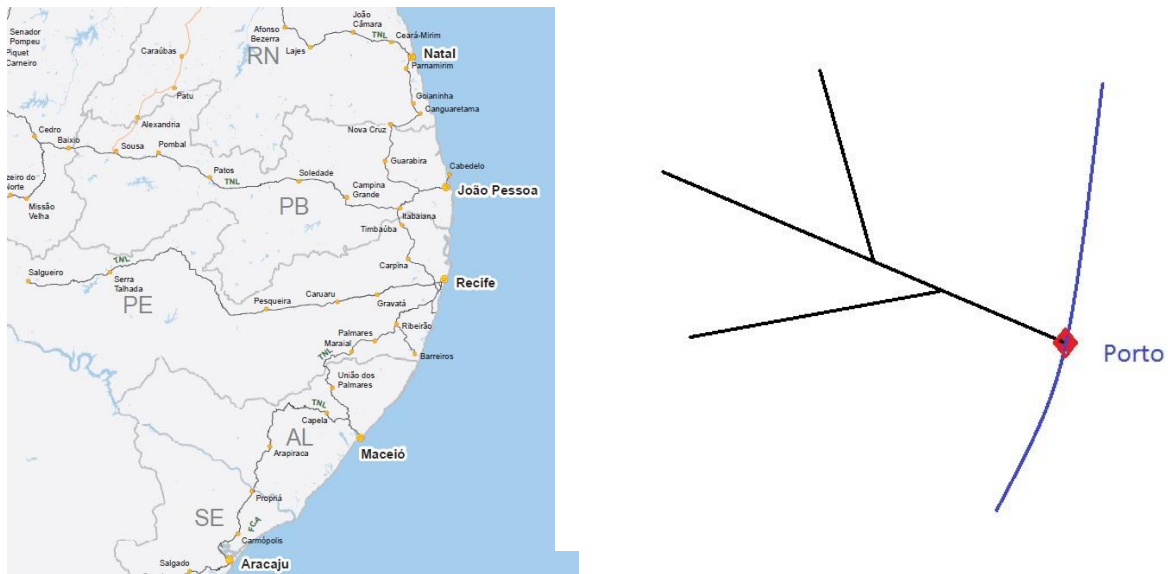 João
Câmara
Afonso
Bezerra
TNL
Ceará-Mirim
Senador
Pompeu
Piquet
Carneiro
Caraúbas
Lajes
RN
Natal
Parnamirim
Patu
Goianinha
Canguaretama
Alexandria
Nova Cruz
Cedro
Baixio
Sousa
Pombal
Guarabira
Cabedelo
Patos
TNL
Soledade
Campina
Grande
João Pessoa
zeiro do
Norte
Missão
Velha
PB
Itabaiana
Timbaúba
TNL
Carpina
Salgueiro
Serra
Talhada
PE
Recife
Pesqueira
Caruaru
Gravatá
Ribeirão
Palmares
Maraial
TNL
Barreiros
União dos
Palmares
TNL
Capela
AL
Arapiraca
Maceió
Propriá
SE
FCA
Carmópolis
Salgado
Aracaju
Porto